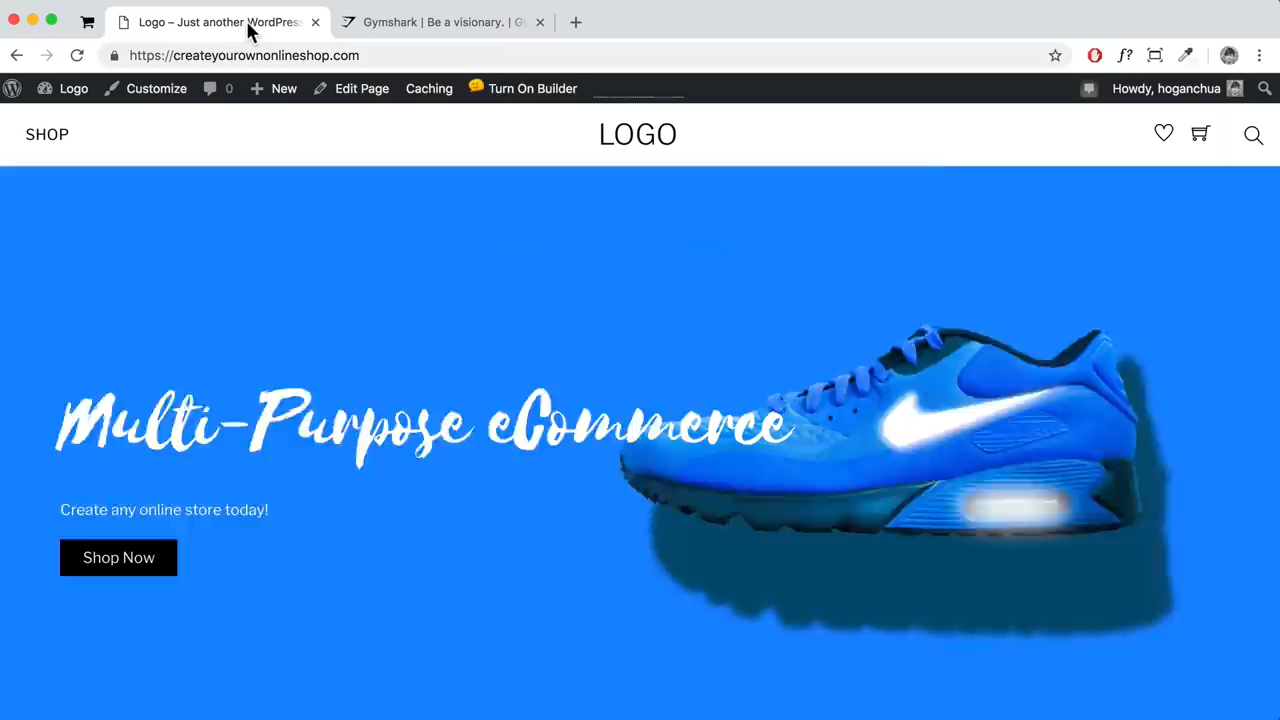 Logo – Just another WordPress
Gymshark | Be a visionary. | Gy
https://createyourownonlineshop.com
f?
Logo
Customize
0
New
Edit Page
Caching
Turn On Builder
Howdy, hoganchua
SHOP
LOGO
Multi-Purpose eCommerce
Create any online store today!
Shop Now